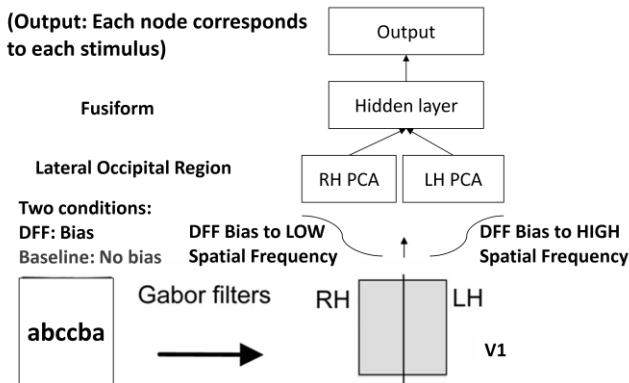 (Output: Each node corresponds
to each stimulus)
Output
Fusiform
Hidden layer
Lateral Occipital Region
RH PCA
LH PCA
Two conditions:
DFF: Bias
Baseline: No bias
DFF Bias to LOW
Spatial Frequency
DFF Bias to HIGH
Spatial Frequency
abccba
Gabor filters
RH
LH
V1